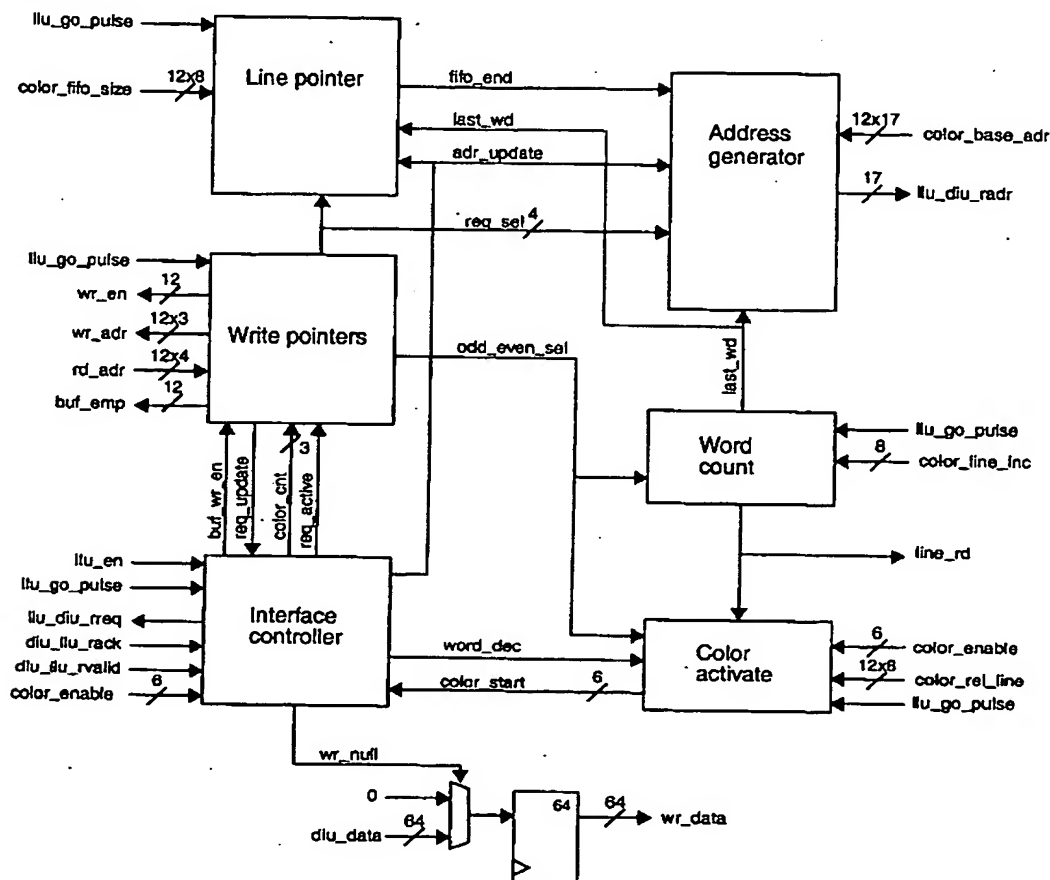 llu_go_pulse
color_fifo_size
12x8
Line pointer
fifo_end
last_wd
adr_update
req_sel
4
Address
generator
12x17
color_base_adr
17
llu_diu_radr
llu_go_pulse
wr_en
12
wr_adr
12x3
rd_adr
12x4
buf_emp
12
Write pointers
odd_even_sel
last_wd
Word
count
llu_go_pulse
8
color_line_inc
buf_wr_en
req_update
color_cnt
3
req_active
line_rd
llu_en
llu_go_pulse
llu_diu_rreq
diu_llu_rack
diu_llu_rvalid
color_enable
6
Interface
controller
word_dec
color_start
6
Color
activate
6
color_enable
12x8
color_rel_line
llu_go_pulse
wr_null
0
diu_data
64
64
64
wr_data